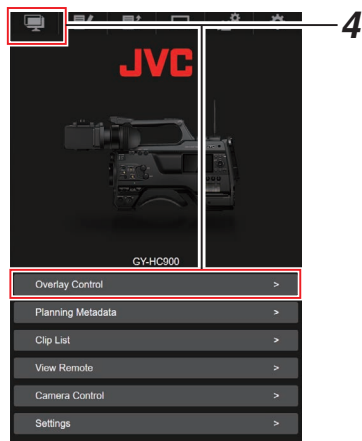 4
JVC
GY-HC900
Overlay Control >
Planning Metadata >
Clip List >
View Remote >
Camera Control >
Settings >